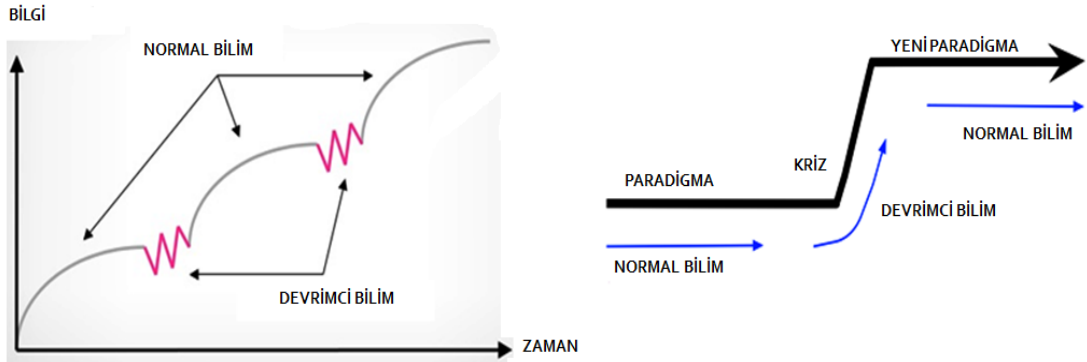 BİLGİ
NORMAL BİLİM
DEVRİMCİ BİLİM
ZAMAN
YENİ PARADİGMA
NORMAL BİLİM
KRİZ
PARADİGMA
DEVRİMCİ BİLİM
NORMAL BİLİM